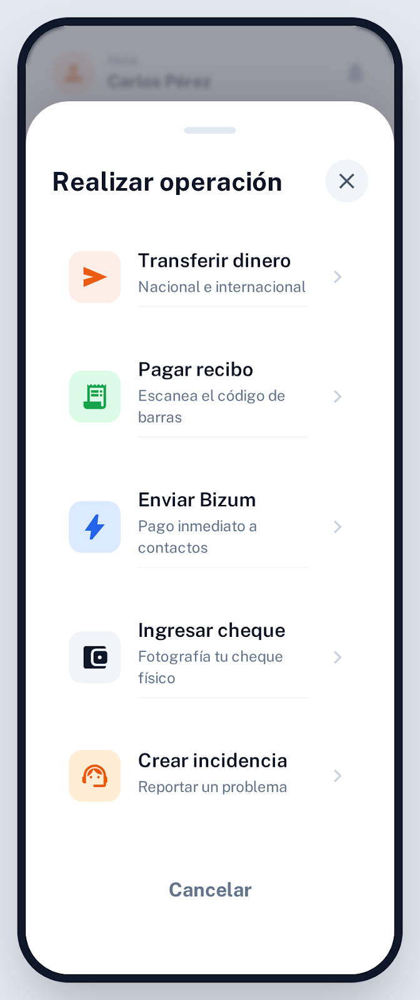 Hola,
Carlos Pérez
Realizar operación
Transferir dinero
Nacional e internacional
Pagar recibo
Escanea el código de
barras
Enviar Bizum
Pago inmediato a
contactos
Ingresar cheque
Fotografía tu cheque
físico
Crear incidencia
Reportar un problema
Cancelar